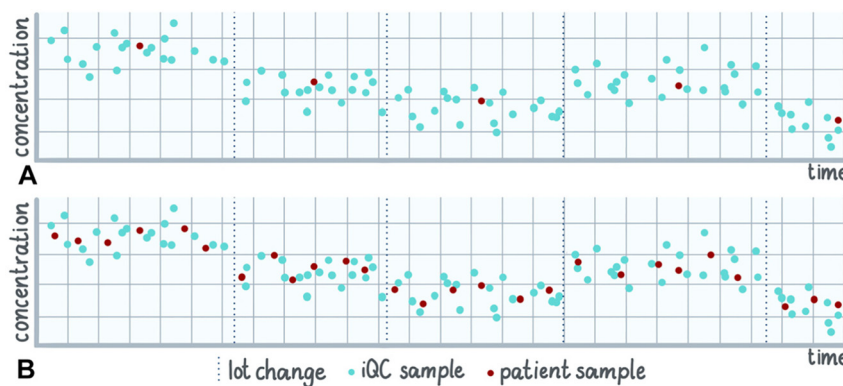 concentration
A
time
concentration
B
time
lot change
iQC sample
patient sample